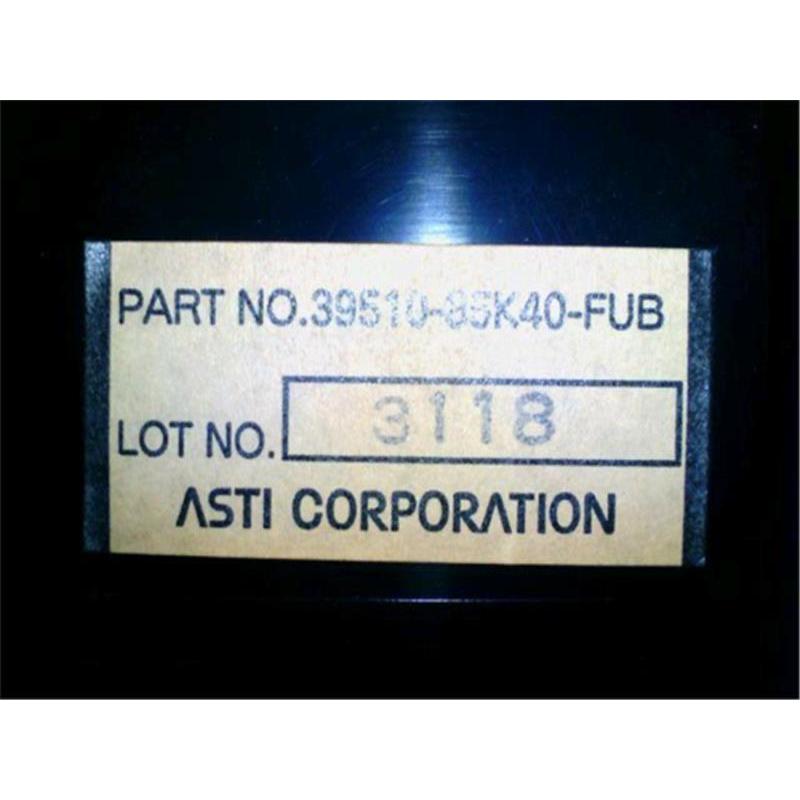 PART NO.39510-85K40-FUB
LOT NO. 3118
ASTI CORPORATION